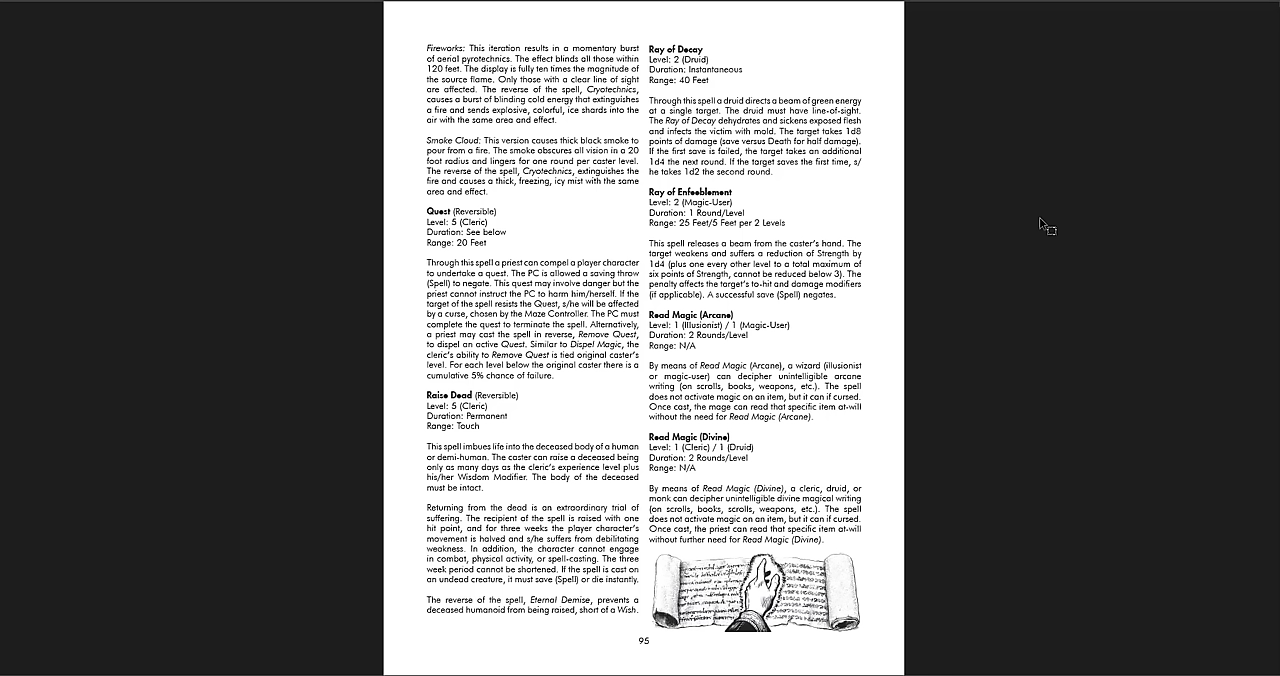 Fireworks: This iteration results in a momentary burst
of aerial pyrotechnics. The effect blinds all those within
120 feet. The display is fully ten times the magnitude of
the source flame. Only those with a clear line of sight
are affected. The reverse of the spell, Cryotechnics,
causes a burst of blinding cold energy that extinguishes
a fire and sends explosive, colorful, ice shards into the
air with the same area and effect.
Smoke Cloud: This version causes thick black smoke to
pour from a fire. The smoke obscures all vision in a 20
foot radius and lingers for one round per caster level.
The reverse of the spell, Cryotechnics, extinguishes the
fire and causes a thick, freezing, icy mist with the same
area and effect.
Quest (Reversible)
Level: 5 (Cleric)
Duration: See below
Range: 20 Feet
Through this spell a priest can compel a player character
to undertake a quest. The PC is allowed a saving throw
(Spell) to negate. This quest may involve danger but the
priest cannot instruct the PC to harm him/herself. If the
target of the spell resists the Quest, s/he will be affected
by a curse, chosen by the Maze Controller. The PC must
complete the quest to terminate the spell. Alternatively,
a priest may cast the spell in reverse, Remove Quest,
to dispel an active Quest. Similar to Dispel Magic, the
cleric's ability to Remove Quest is tied original caster's
level. For each level below the original caster there is a
cumulative 5% chance of failure.
Raise Dead (Reversible)
Level: 5 (Cleric)
Duration: Permanent
Range: Touch
This spell imbues life into the deceased body of a human
or demi-human. The caster can raise a deceased being
only as many days as the cleric's experience level plus
his/her Wisdom Modifier. The body of the deceased
must be intact.
Returning from the dead is an extraordinary trial of
suffering. The recipient of the spell is raised with one
hit point, and for three weeks the player character's
movement is halved and s/he suffers from debilitating
weakness. In addition, the character cannot engage
in combat, physical activity, or spell-casting. The three
week period cannot be shortened. If the spell is cast on
an undead creature, it must save (Spell) or die instantly.
The reverse of the spell, Eternal Demise, prevents a
deceased humanoid from being raised, short of a Wish.
Ray of Decay
Level: 2 (Druid)
Duration: Instantaneous
Range: 40 Feet
Through this spell a druid directs a beam of green energy
at a single target. The druid must have line-of-sight.
The Ray of Decay dehydrates and sickens exposed flesh
and infects the victim with mold. The target takes 1d8
points of damage (save versus Death for half damage).
If the first save is failed, the target takes an additional
1d4 the next round. If the target saves the first time, s/
he takes 1d2 the second round.
Ray of Enfeeblement
Level: 2 (Magic-User)
Duration: 1 Round/Level
Range: 25 Feet/5 Feet per 2 Levels
This spell releases a beam from the caster's hand. The
target weakens and suffers a reduction of Strength by
1d4 (plus one every other level to a total maximum of
six points of Strength, cannot be reduced below 3). The
penalty affects the target's to-hit and damage modifiers
(if applicable). A successful save (Spell) negates.
Read Magic (Arcane)
Level: 1 (Illusionist) / 1 (Magic-User)
Duration: 2 Rounds/Level
Range: N/A
By means of Read Magic (Arcane), a wizard (illusionist
or magic-user) can decipher unintelligible arcane
writing (on scrolls, books, weapons, etc.). The spell
does not activate magic on an item, but it can if cursed.
Once cast, the mage can read that specific item at-will
without the need for Read Magic (Arcane).
Read Magic (Divine)
Level: 1 (Cleric) / 1 (Druid)
Duration: 2 Rounds/Level
Range: N/A
By means of Read Magic (Divine), a cleric, druid, or
monk can decipher unintelligible divine magical writing
(on scrolls, books, scrolls, weapons, etc.). The spell
does not activate magic on an item, but it can if cursed.
Once cast, the priest can read that specific item at-will
without further need for Read Magic (Divine).
95